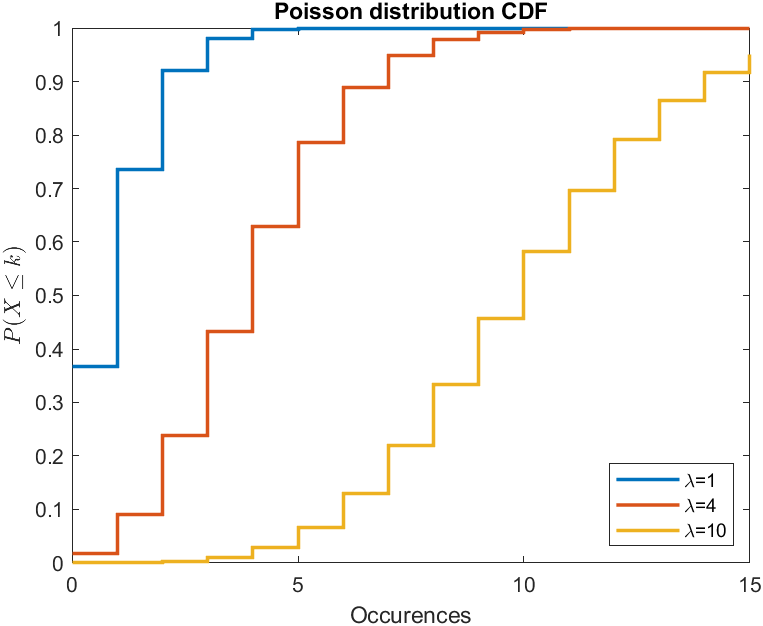 Poisson distribution CDF
1
0.9
0.8
0.7
0.6
0.5
0.4
0.3
0.2
0.1
0
P(X ≤ k)
λ=1
λ=4
λ=10
0 5 10 15
Occurences